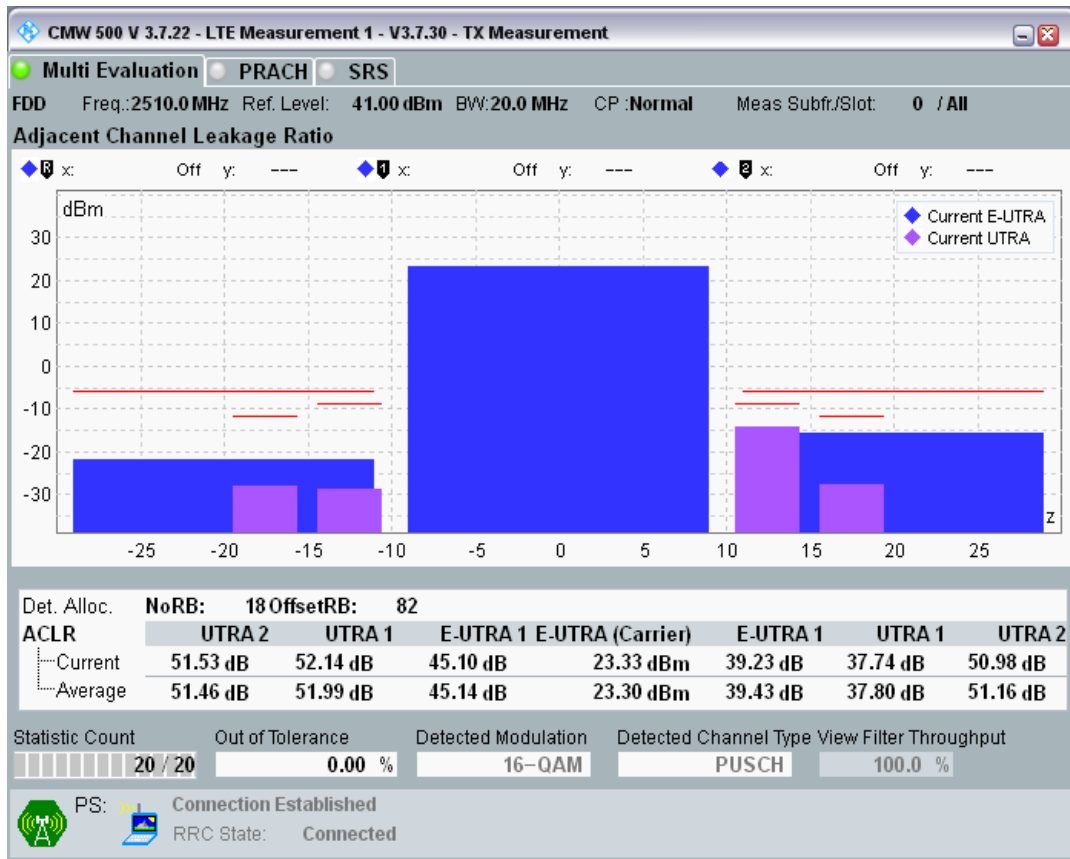 CMW 500 V 3.7.22 - LTE Measurement 1 - V3.7.30 - TX Measurement
Multi Evaluation PRACH SRS
FDD Freq.:2510.0 MHz Ref. Level: 41.00 dBm BW:20.0 MHz CP :Normal Meas Subfr./Slot: 0 / All
Adjacent Channel Leakage Ratio
R x: Off y: --- 1 x: Off y: --- 2 x: Off y: ---
dBm
Current E-UTRA
Current UTRA
30
20
10
0
-10
-20
-30
z
-25 -20 -15 -10 -5 0 5 10 15 20 25
Det. Alloc. NoRB: 18 OffsetRB: 82
ACLR UTRA 2 UTRA 1 E-UTRA 1 E-UTRA (Carrier) E-UTRA 1 UTRA 1 UTRA 2
Current 51.53 dB 52.14 dB 45.10 dB 23.33 dBm 39.23 dB 37.74 dB 50.98 dB
Average 51.46 dB 51.99 dB 45.14 dB 23.30 dBm 39.43 dB 37.80 dB 51.16 dB
Statistic Count Out of Tolerance Detected Modulation Detected Channel Type View Filter Throughput
20 / 20 0.00 % 16-QAM PUSCH 100.0 %
PS: Connection Established
RRC State: Connected